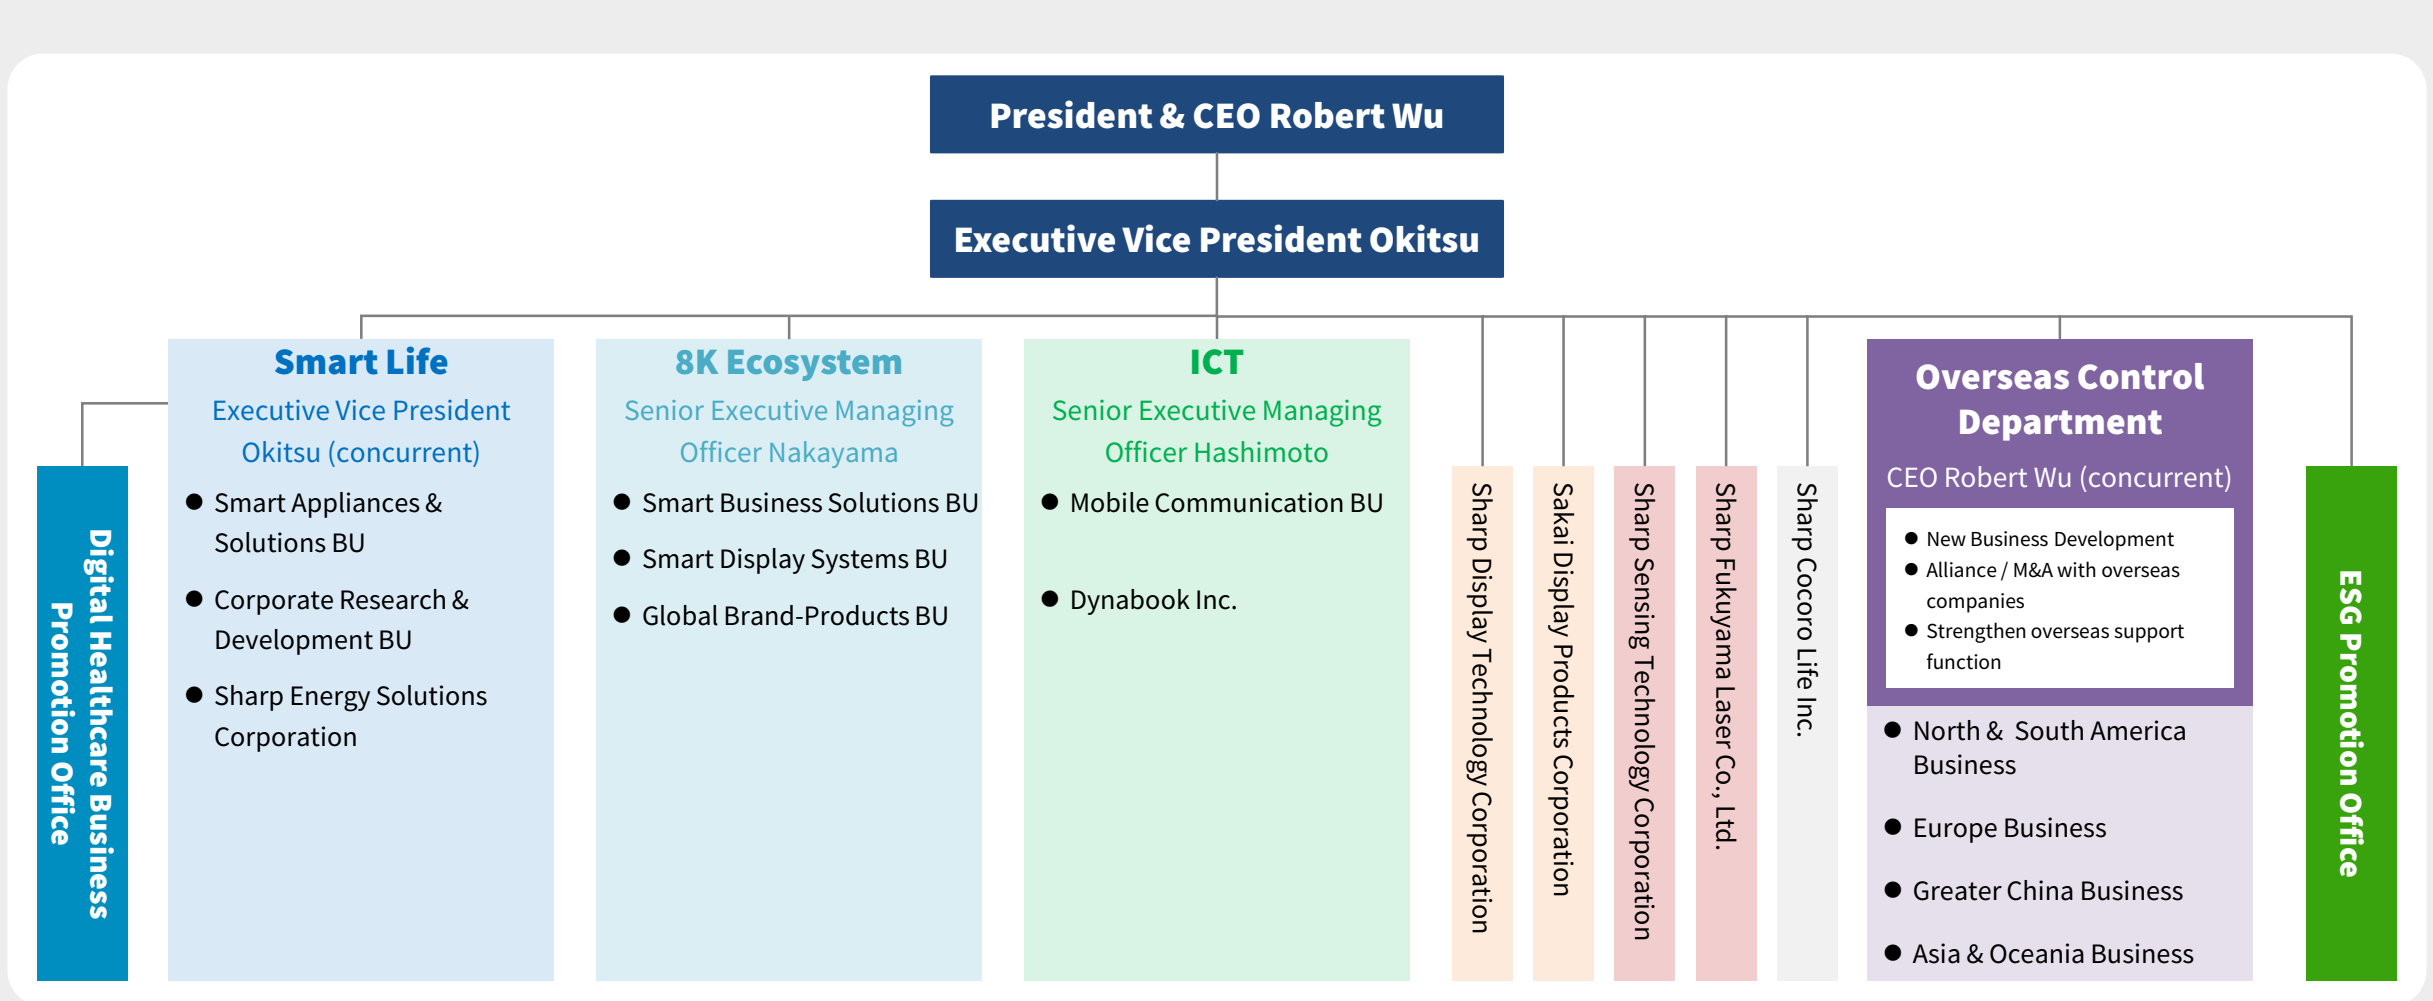 President & CEO Robert Wu
Executive Vice President Okitsu
Digital Healthcare Business
Promotion Office
Smart Life
Executive Vice President
Okitsu (concurrent)
● Smart Appliances &
Solutions BU
● Corporate Research &
Development BU
● Sharp Energy Solutions
Corporation
8K Ecosystem
Senior Executive Managing
Officer Nakayama
● Smart Business Solutions BU
● Smart Display Systems BU
● Global Brand-Products BU
ICT
Senior Executive Managing
Officer Hashimoto
● Mobile Communication BU
● Dynabook Inc.
Sharp Display Technology Corporation
Sakai Display Products Corporation
Sharp Sensing Technology Corporation
Sharp Fukuyama Laser Co., Ltd.
Sharp Cocoro Life Inc.
Overseas Control
Department
CEO Robert Wu (concurrent)
● New Business Development
● Alliance / M&A with overseas
companies
● Strengthen overseas support
function
● North & South America
Business
● Europe Business
● Greater China Business
● Asia & Oceania Business
ESG Promotion Office